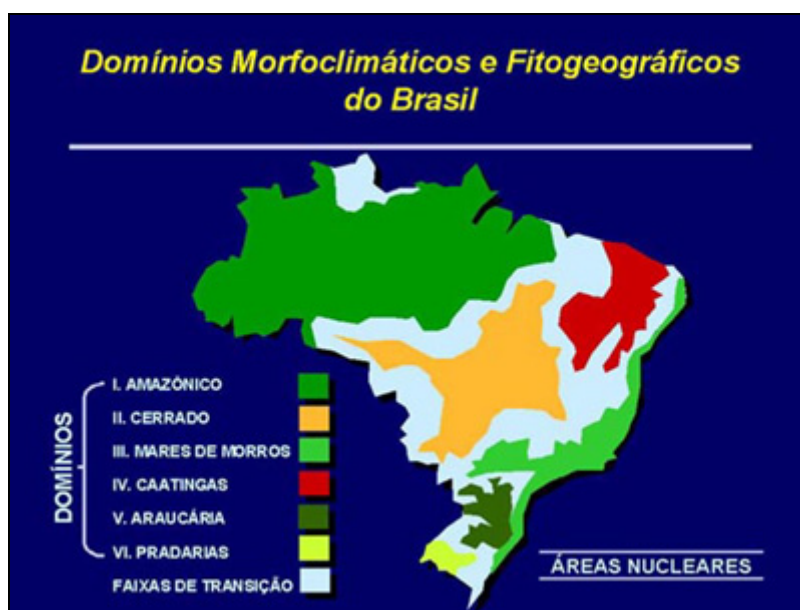 Domínios Morfoclimáticos e Fitogeográficos
do Brasil
DOMÍNIOS
I. AMAZÔNICO
II. CERRADO
III. MARES DE MORROS
IV. CAATINGAS
V. ARAUCÁRIA
VI. PRADARIAS
FAIXAS DE TRANSIÇÃO
ÁREAS NUCLEARES